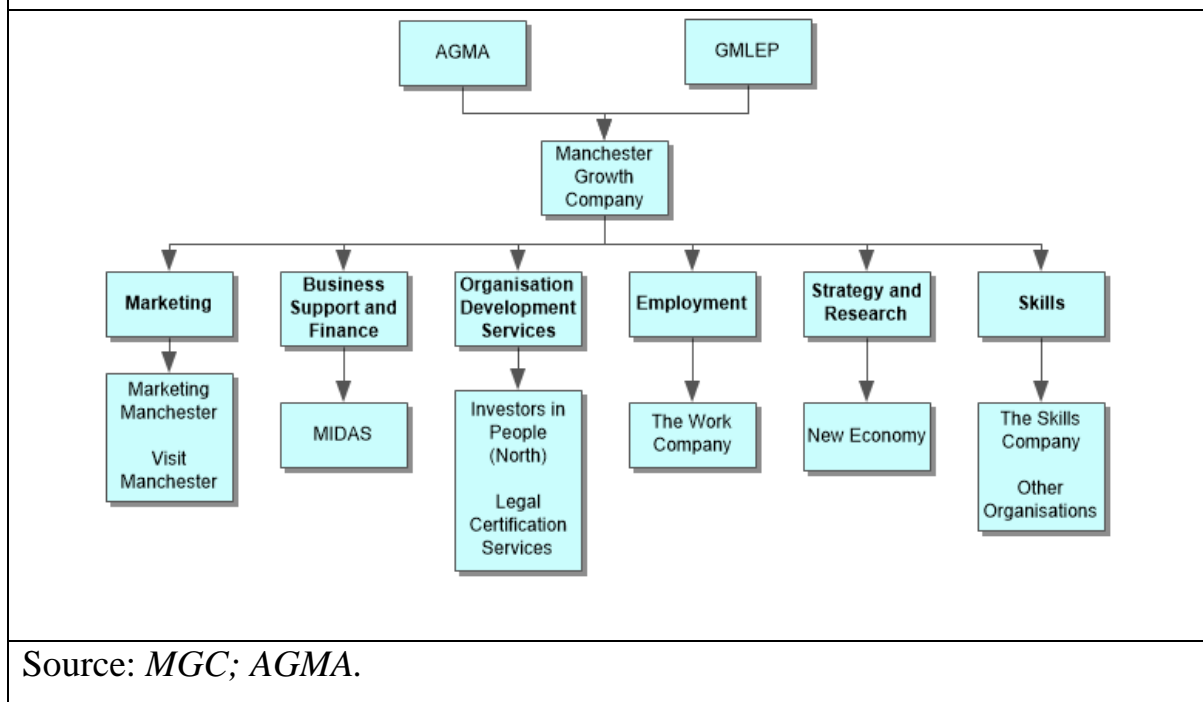 AGMA
GMLEP
Manchester
Growth
Company
Marketing
Business
Support and
Finance
Organisation
Development
Services
Employment
Strategy and
Research
Skills
Marketing
Manchester
Visit
Manchester
MIDAS
Investors in
People
(North)
Legal
Certification
Services
The Work
Company
New Economy
The Skills
Company
Other
Organisations
Source: MGC; AGMA.